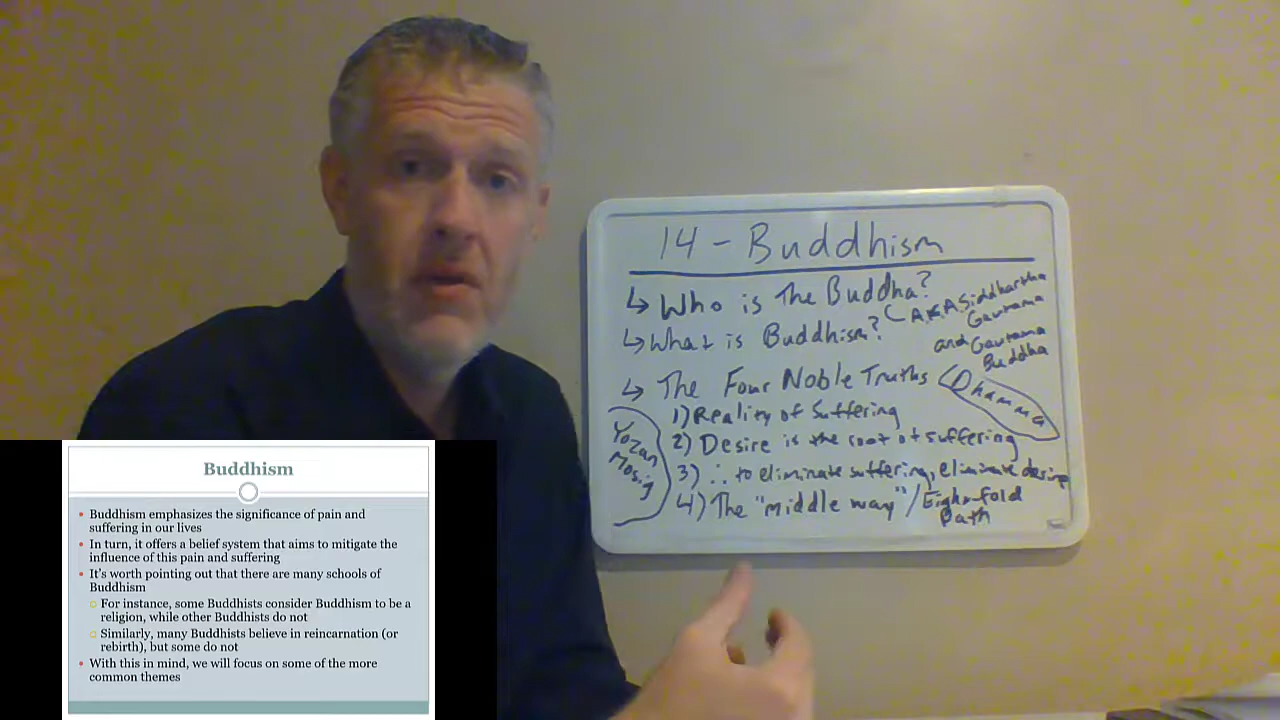 14 - Buddhism
↳ Who is The Buddha?
AKA Siddhartha
Gautama
and Gautama
Buddha
↳ What is Buddhism?
↳ The Four Noble Truths
Dhamma
1) Reality of Suffering
2) Desire is the root of suffering
3) ∴ to eliminate suffering, eliminate desire
4) The "middle way" / Eight-fold
Path
Yozan
Mosig
Buddhism
• Buddhism emphasizes the significance of pain and
suffering in our lives
• In turn, it offers a belief system that aims to mitigate the
influence of this pain and suffering
• It's worth pointing out that there are many schools of
Buddhism
For instance, some Buddhists consider Buddhism to be a
religion, while other Buddhists do not
Similarly, many Buddhists believe in reincarnation (or
rebirth), but some do not
• With this in mind, we will focus on some of the more
common themes